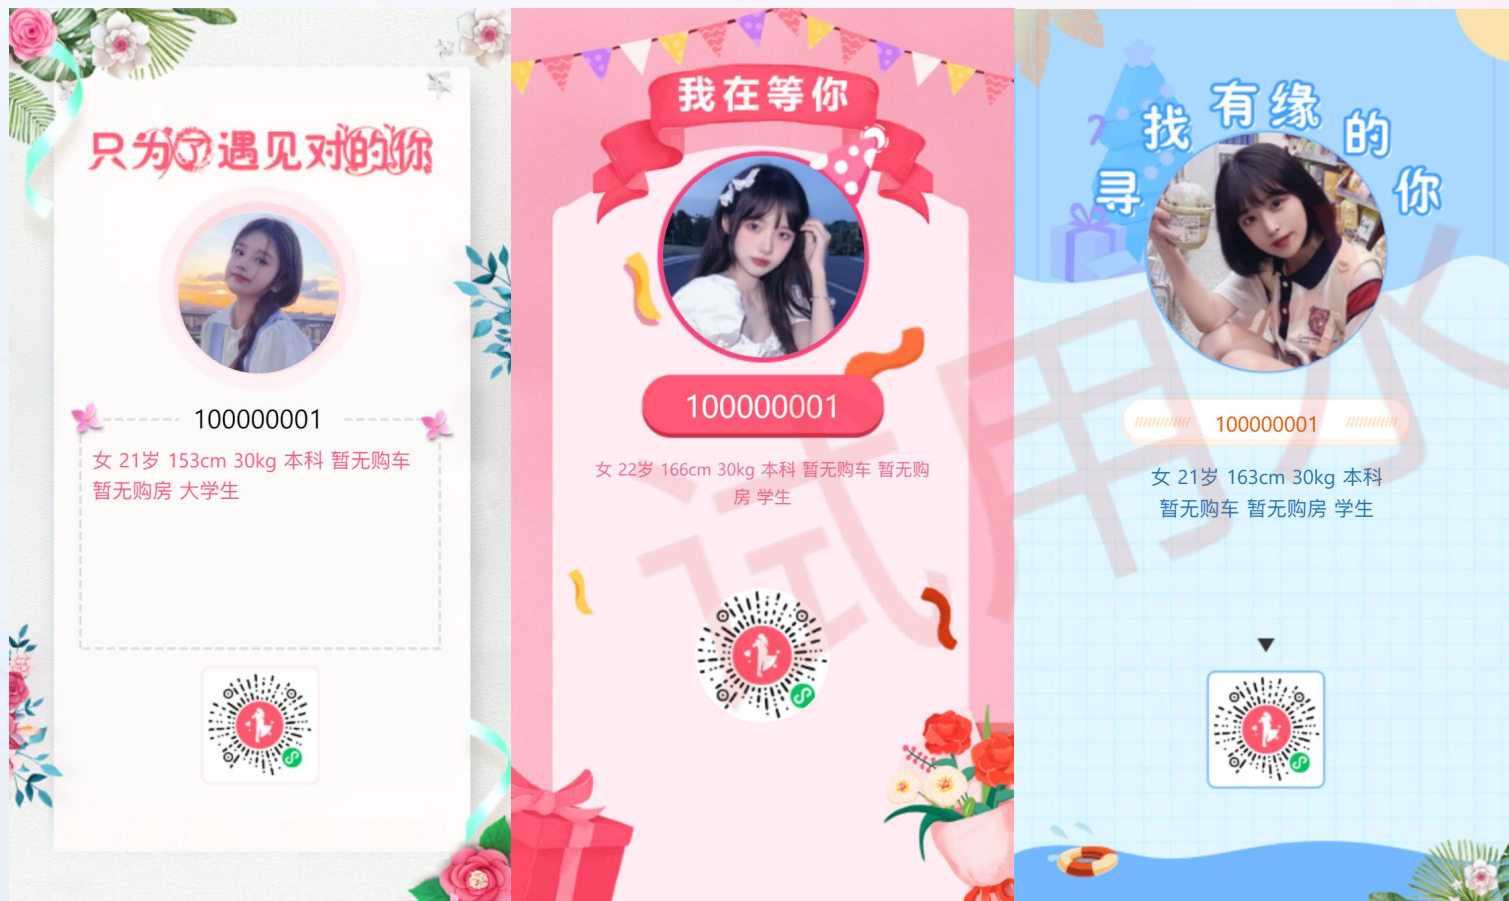 只为了遇见对的你
100000001
女 21岁 153cm 30kg 本科 暂无购车
暂无购房 大学生
我在等你
100000001
女 22岁 166cm 30kg 本科 暂无购车 暂无购
房 学生
寻找有缘的你
100000001
女 21岁 163cm 30kg 本科
暂无购车 暂无购房 学生
试用水